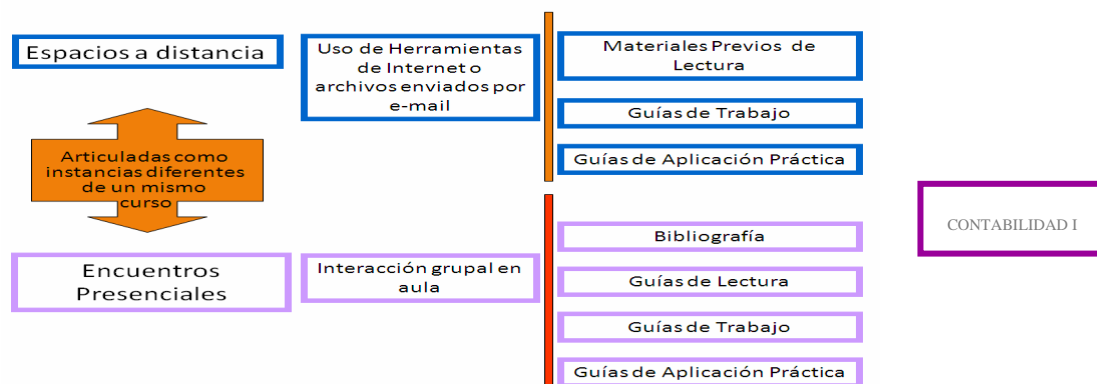 Espacios a distancia
Uso de Herramientas
de Internet o
archivos enviados por
e-mail
Materiales Previos de
Lectura
Guías de Trabajo
Guías de Aplicación Práctica
Articuladas como
instancias diferentes
de un mismo
curso
CONTABILIDAD I
Encuentros
Presenciales
Interacción grupal en
aula
Bibliografía
Guías de Lectura
Guías de Trabajo
Guías de Aplicación Práctica